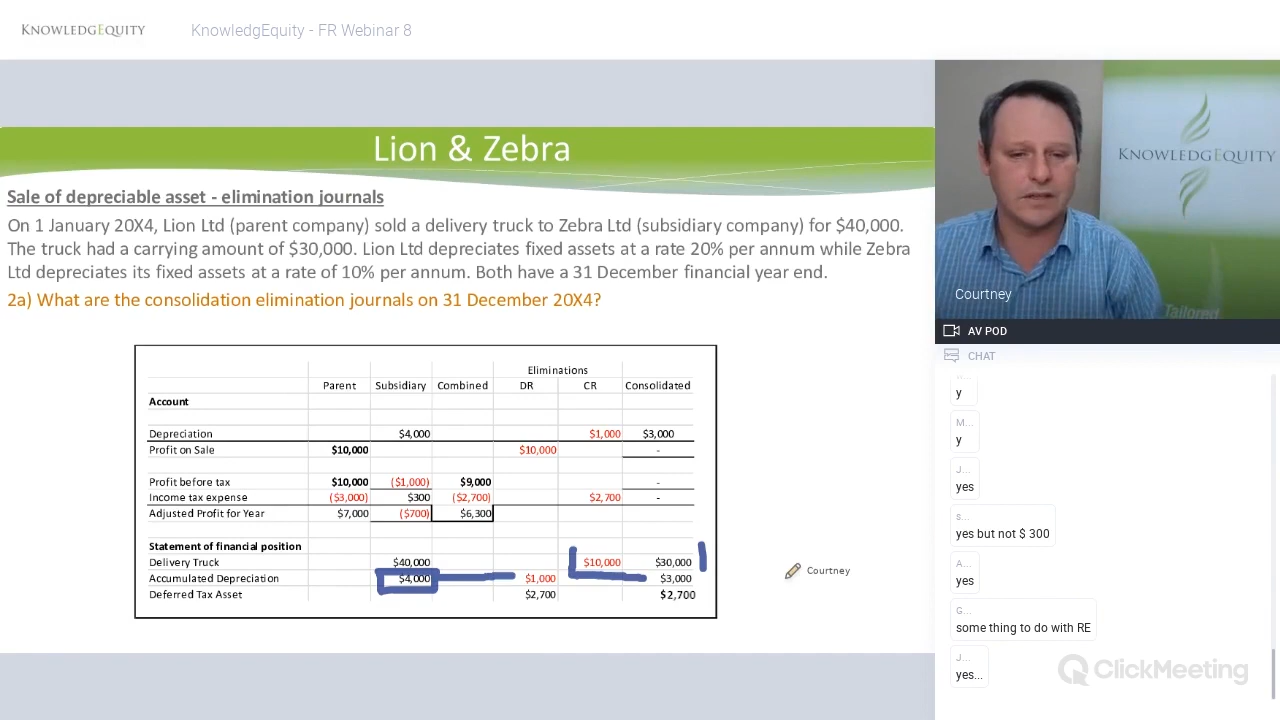 KNOWLEDGEQUITY
KnowledgEquity - FR Webinar 8
Lion & Zebra
Sale of depreciable asset - elimination journals
On 1 January 20X4, Lion Ltd (parent company) sold a delivery truck to Zebra Ltd (subsidiary company) for $40,000.
The truck had a carrying amount of $30,000. Lion Ltd depreciates fixed assets at a rate 20% per annum while Zebra
Ltd depreciates its fixed assets at a rate of 10% per annum. Both have a 31 December financial year end.
2a) What are the consolidation elimination journals on 31 December 20X4?
Eliminations
Parent Subsidiary Combined DR CR Consolidated
Account
Depreciation $4,000 $1,000 $3,000
Profit on Sale $10,000 $10,000 -
Profit before tax $10,000 ($1,000) $9,000 -
Income tax expense ($3,000) $300 ($2,700) $2,700 -
Adjusted Profit for Year $7,000 ($700) $6,300
Statement of financial position
Delivery Truck $40,000 $10,000 $30,000
Accumulated Depreciation $4,000 $1,000 $3,000
Deferred Tax Asset $2,700 $2,700
Courtney
KNOWLEDGEQUITY
Tailored
Courtney
AV POD
CHAT
y
M...
y
J...
yes
s...
yes but not $ 300
A...
yes
G...
some thing to do with RE
J...
yes...
ClickMeeting